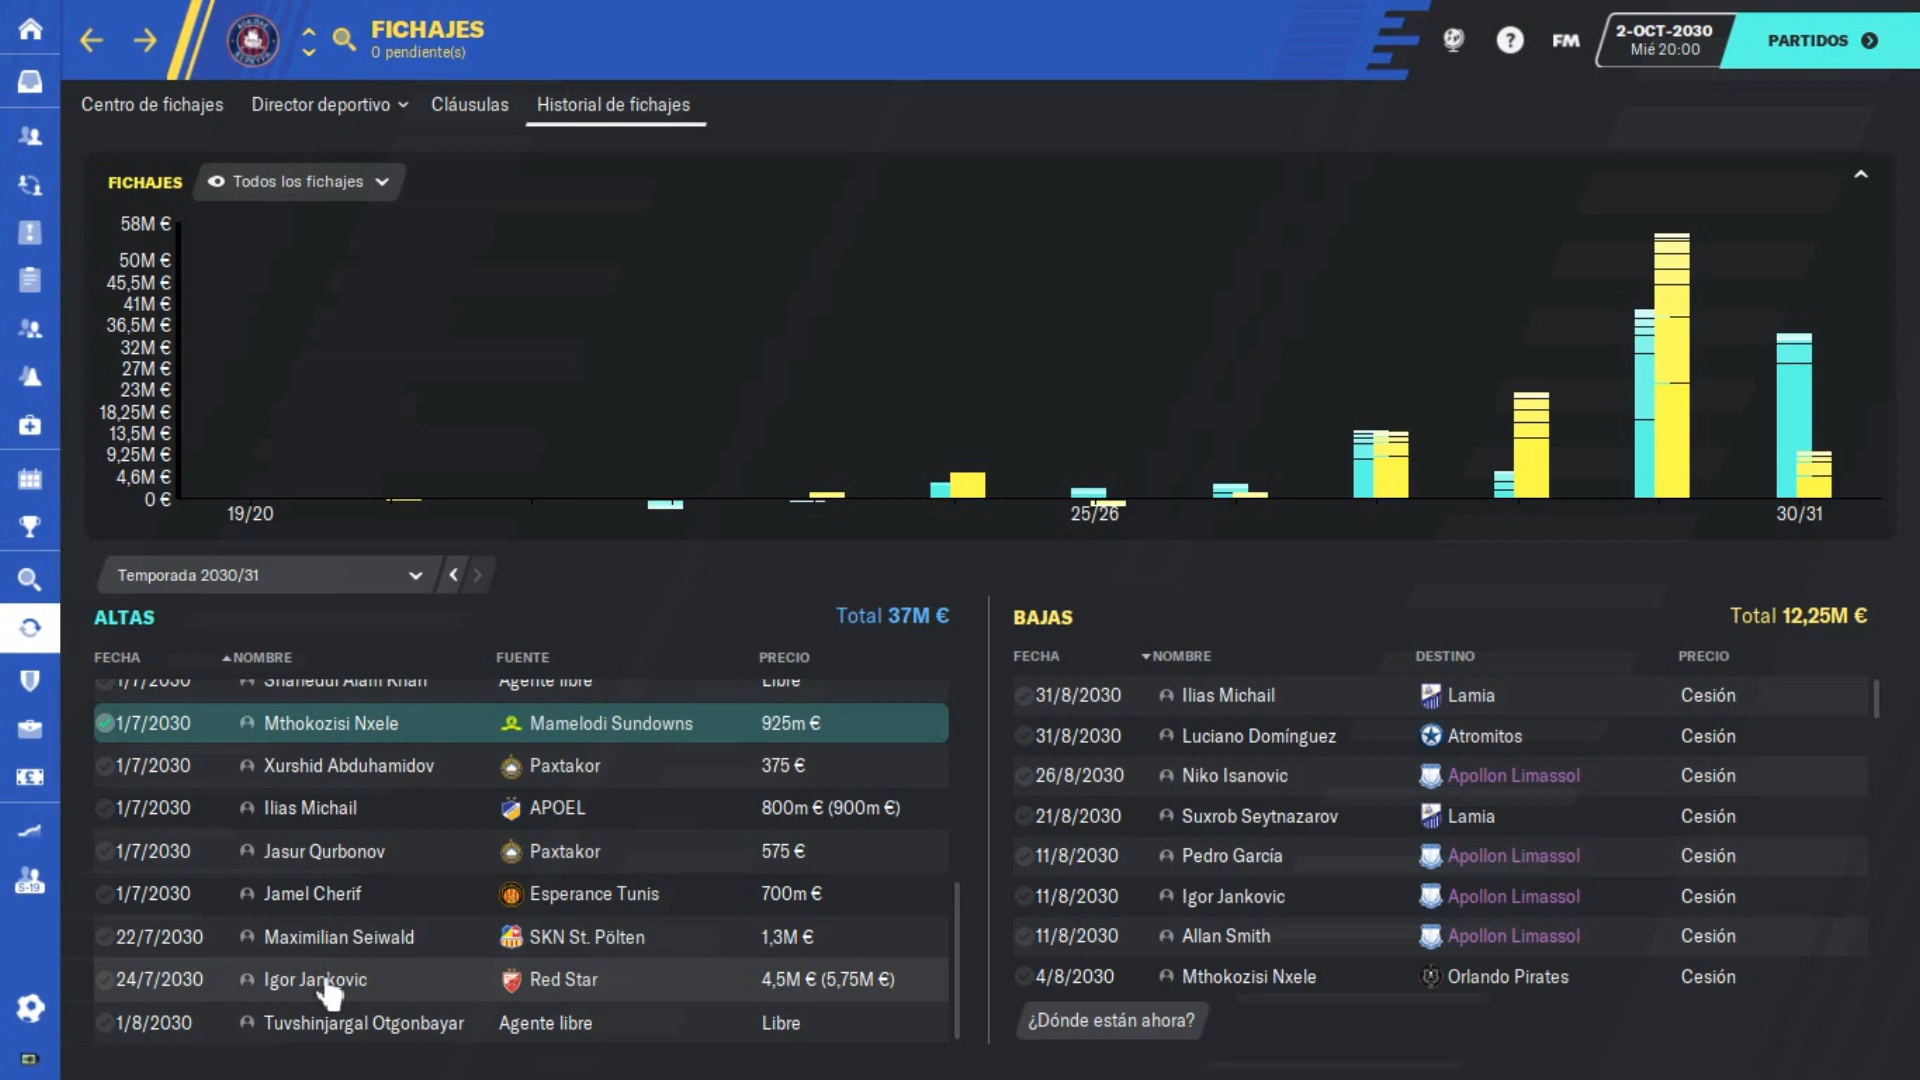 FICHAJES
0 pendiente(s)
FM
2-OCT-2030
Mié 20:00
PARTIDOS
Centro de fichajes
Director deportivo
Cláusulas
Historial de fichajes
FICHAJES
Todos los fichajes
58M €
50M €
45,5M €
41M €
36,5M €
32M €
27M €
23M €
18,25M €
13,5M €
9,25M €
4,6M €
0 €
19/20
25/26
30/31
Temporada 2030/31
ALTAS
Total 37M €
FECHA NOMBRE FUENTE PRECIO
1/7/2030 Shahedul Alam Khan Agente libre Libre
1/7/2030 Mthokozisi Nxele Mamelodi Sundowns 925m €
1/7/2030 Xurshid Abduhamidov Paxtakor 375 €
1/7/2030 Ilias Michail APOEL 800m € (900m €)
1/7/2030 Jasur Qurbonov Paxtakor 575 €
1/7/2030 Jamel Cherif Esperance Tunis 700m €
22/7/2030 Maximilian Seiwald SKN St. Pölten 1,3M €
24/7/2030 Igor Jankovic Red Star 4,5M € (5,75M €)
1/8/2030 Tuvshinjargal Otgonbayar Agente libre Libre
BAJAS
Total 12,25M €
FECHA NOMBRE DESTINO PRECIO
31/8/2030 Ilias Michail Lamia Cesión
31/8/2030 Luciano Domínguez Atromitos Cesión
26/8/2030 Niko Isanovic Apollon Limassol Cesión
21/8/2030 Suxrob Seytnazarov Lamia Cesión
11/8/2030 Pedro García Apollon Limassol Cesión
11/8/2030 Igor Jankovic Apollon Limassol Cesión
11/8/2030 Allan Smith Apollon Limassol Cesión
4/8/2030 Mthokozisi Nxele Orlando Pirates Cesión
¿Dónde están ahora?
S-19